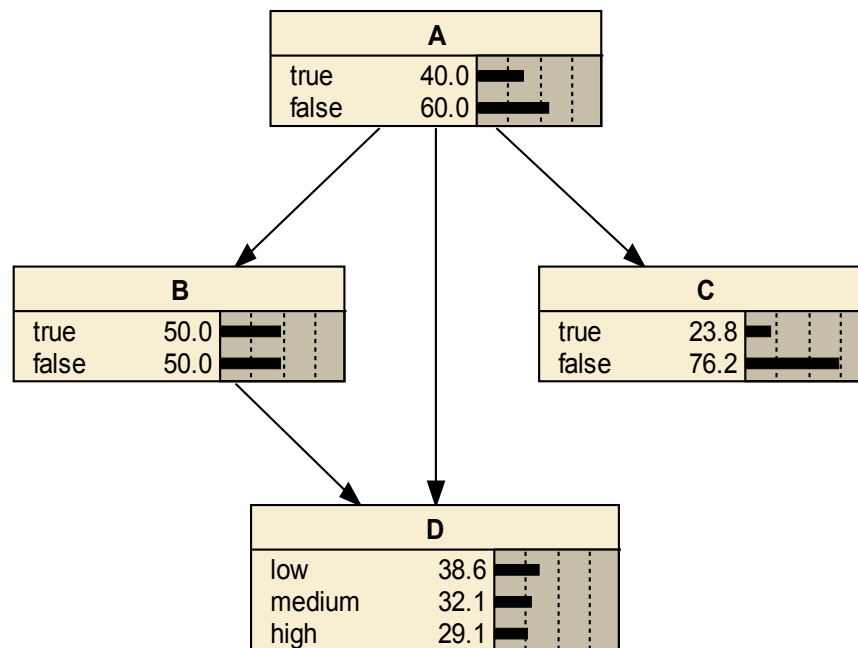 A
true 40.0
false 60.0
B
true 50.0
false 50.0
C
true 23.8
false 76.2
D
low 38.6
medium 32.1
high 29.1